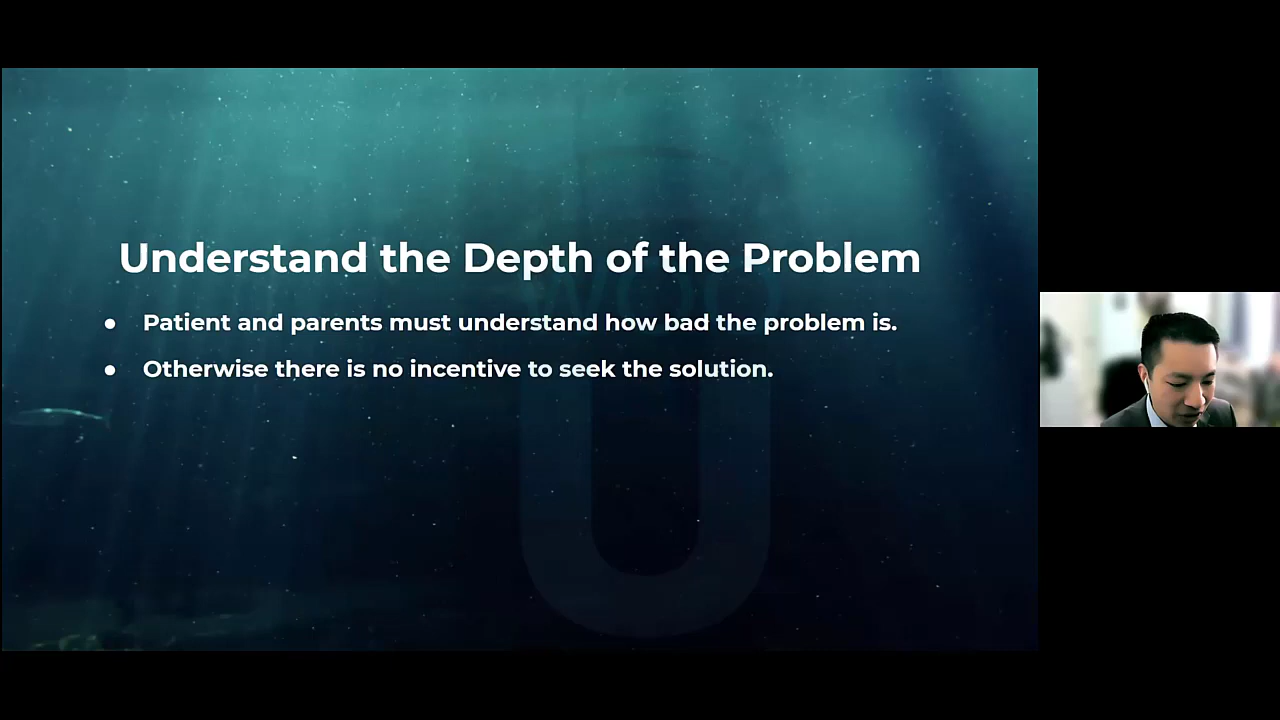 Understand the Depth of the Problem
● Patient and parents must understand how bad the problem is.
● Otherwise there is no incentive to seek the solution.